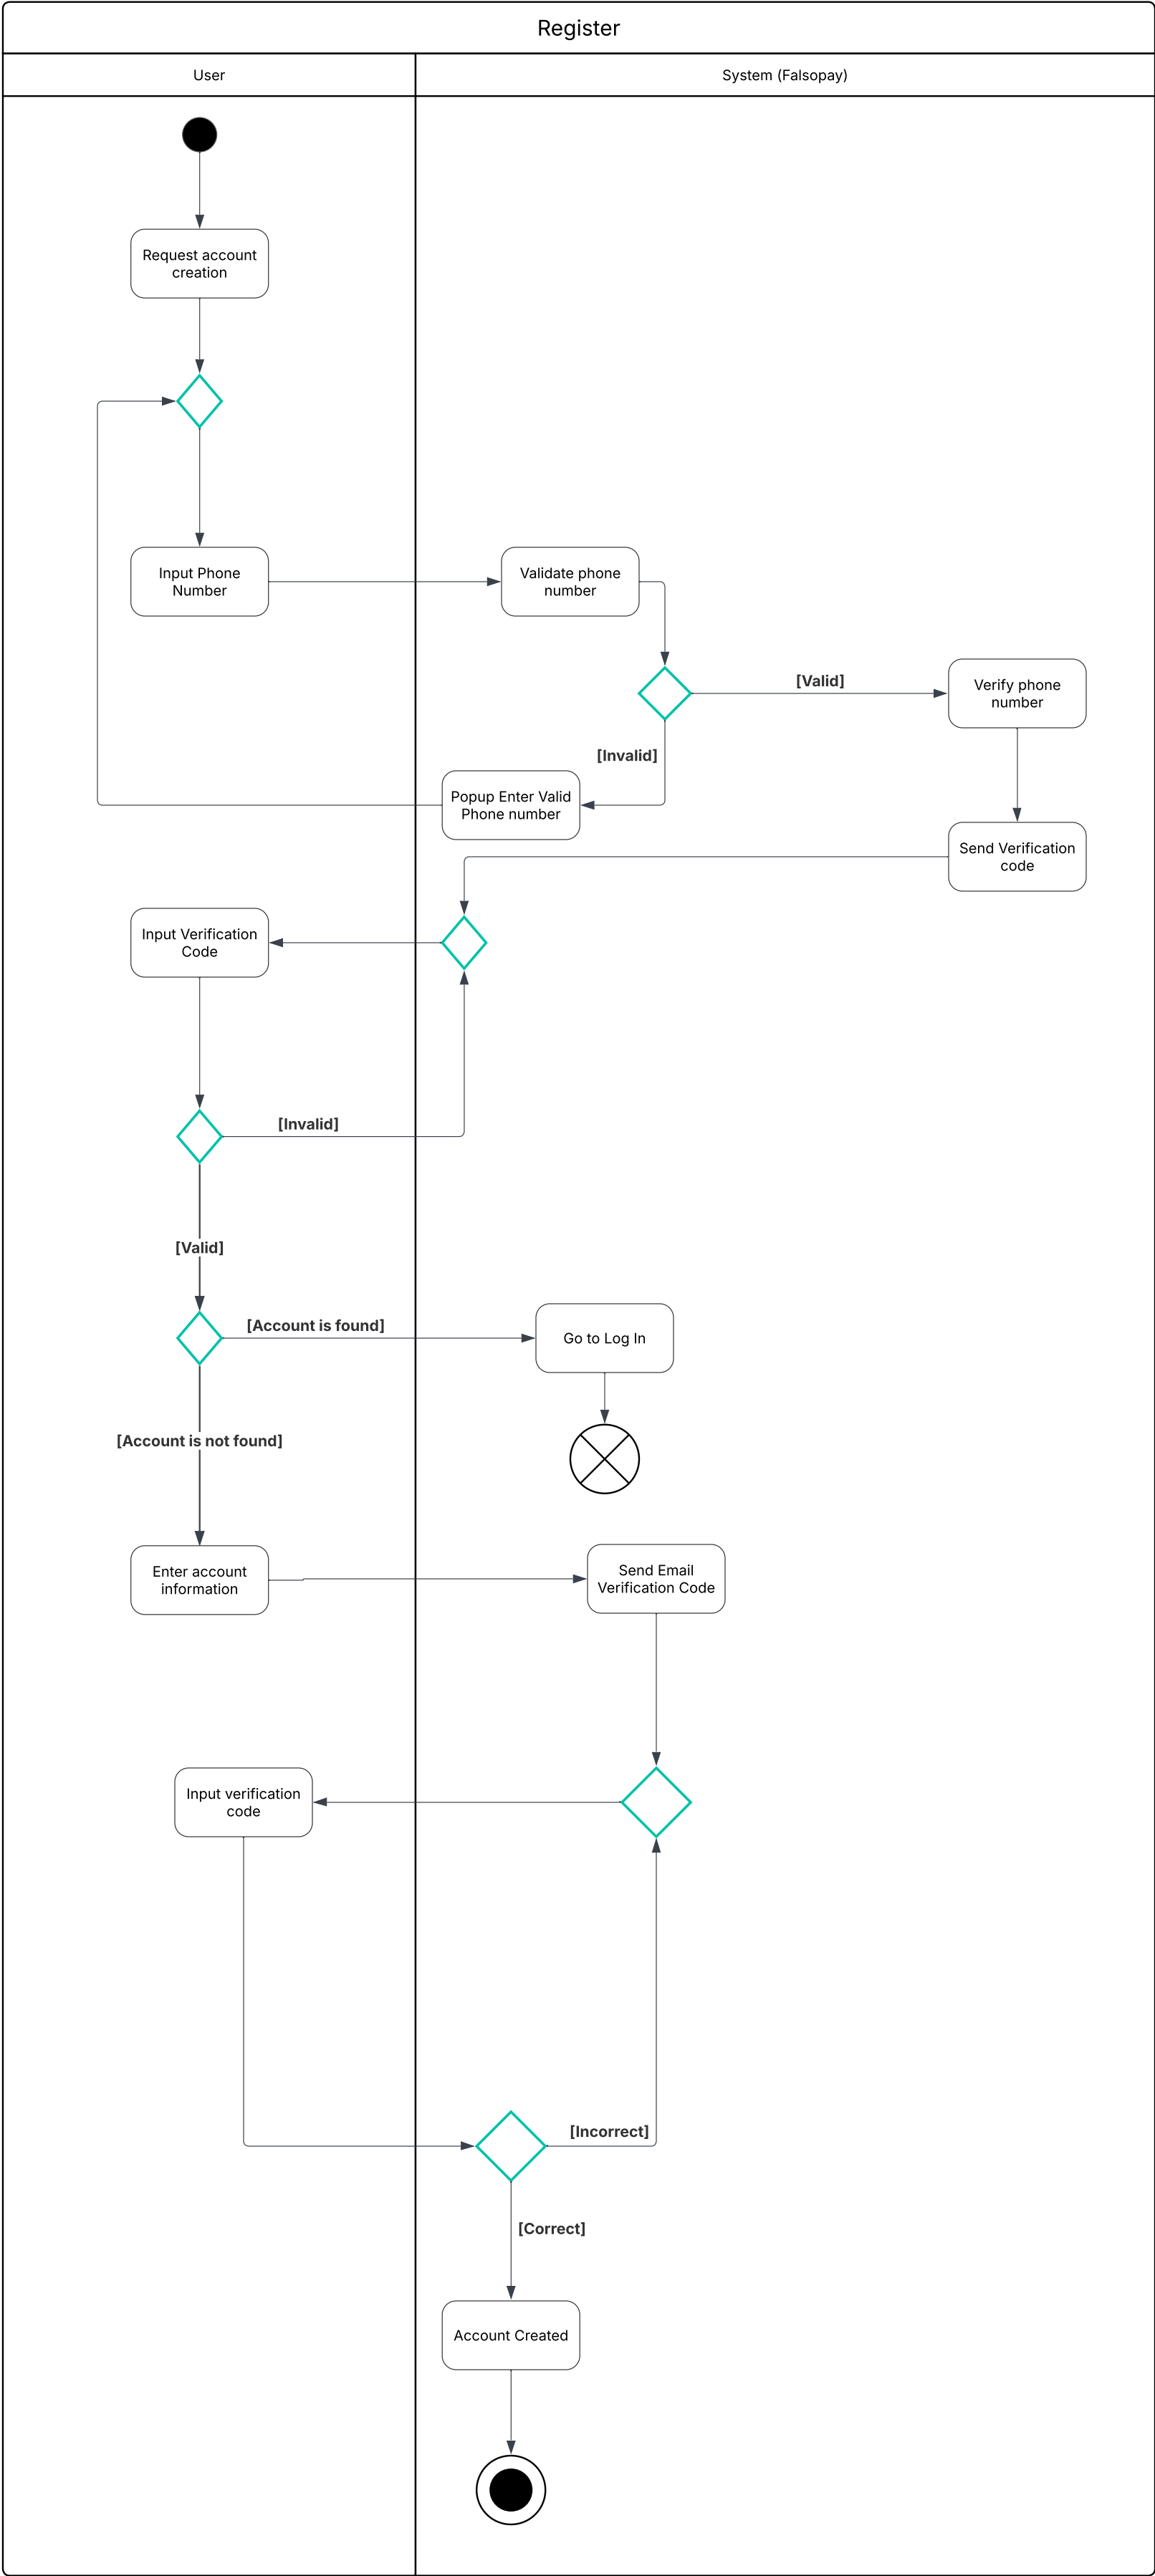 Register
User
System (Falsopay)
Request account
creation
Input Phone
Number
Validate phone
number
[Valid]
Verify phone
number
[Invalid]
Popup Enter Valid
Phone number
Send Verification
code
Input Verification
Code
[Invalid]
[Valid]
[Account is found]
Go to Log In
[Account is not found]
Enter account
information
Send Email
Verification Code
Input verification
code
[Incorrect]
[Correct]
Account Created